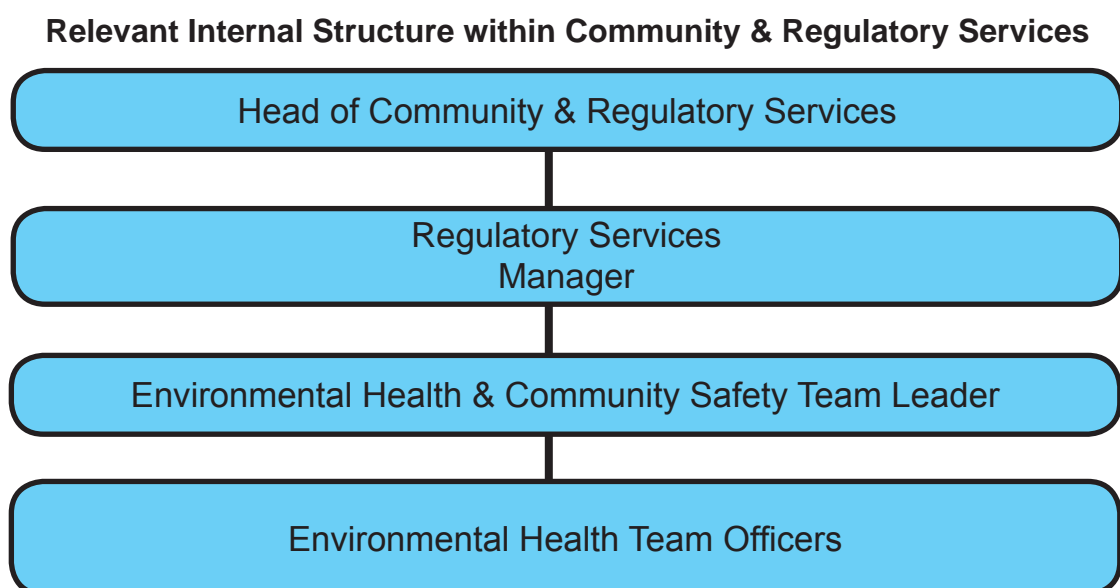 Relevant Internal Structure within Community & Regulatory Services
Head of Community & Regulatory Services
Regulatory Services
Manager
Environmental Health & Community Safety Team Leader
Environmental Health Team Officers